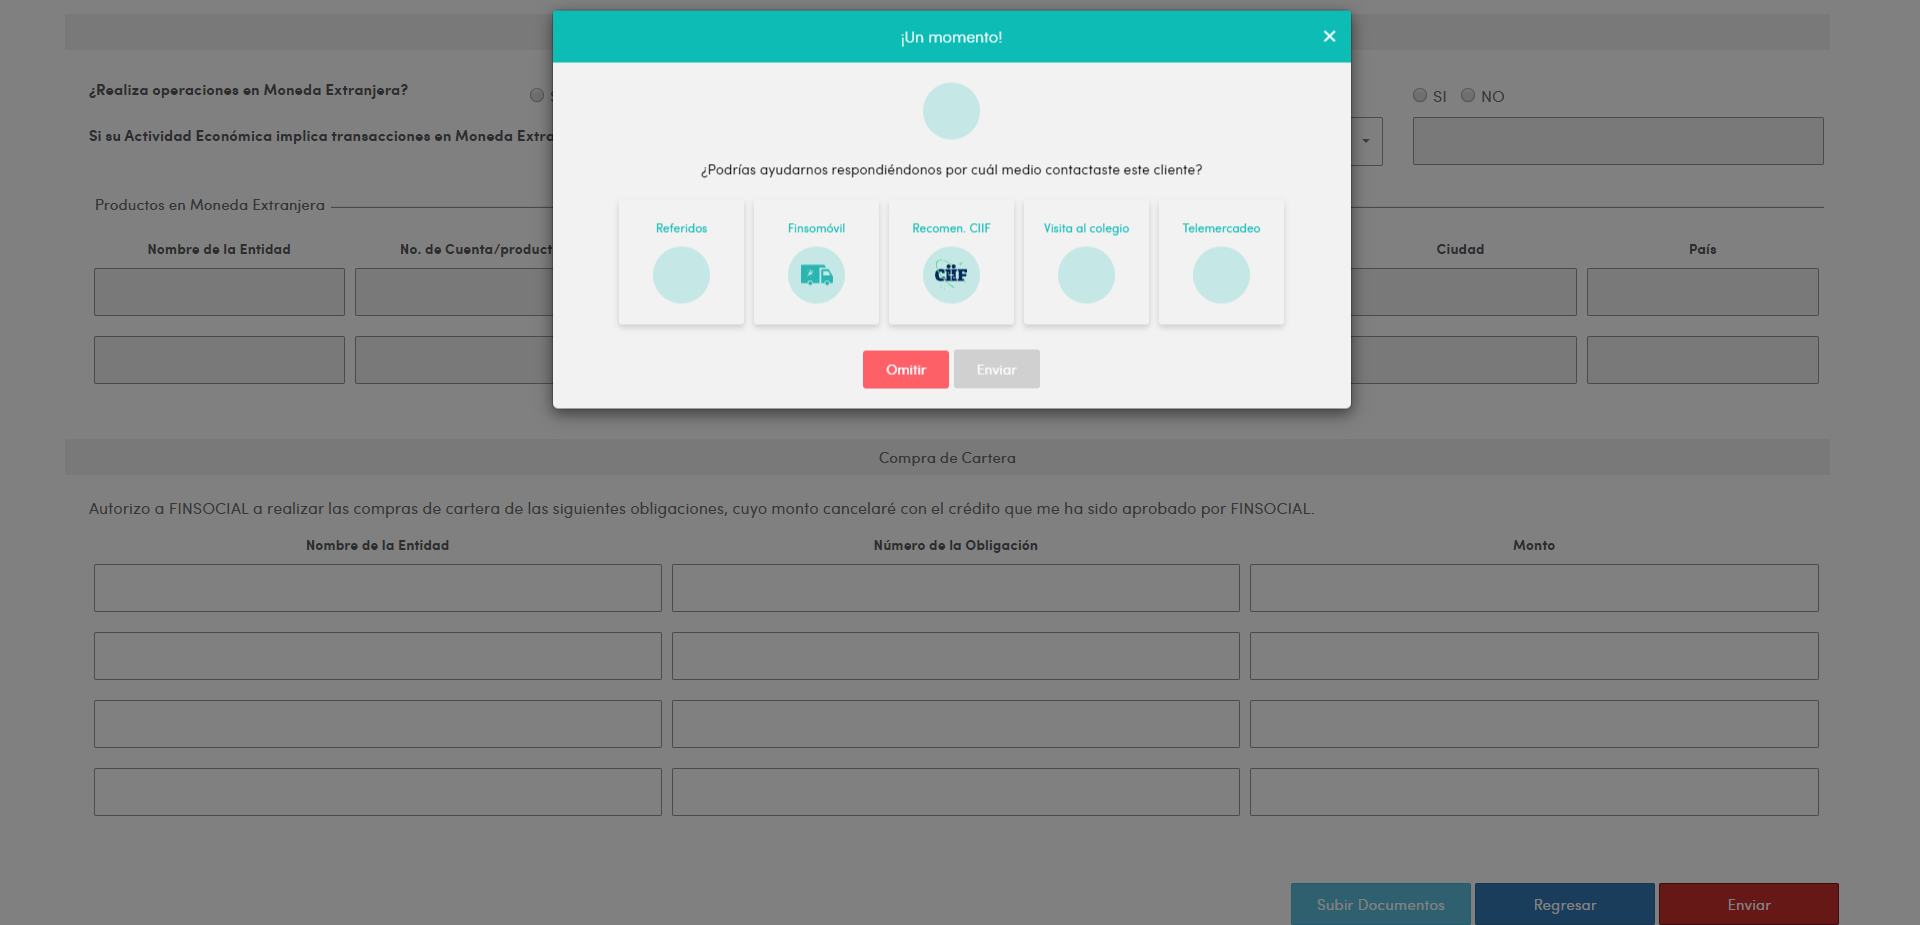 ¡Un momento!
×
¿Podrías ayudarnos respondiéndonos por cuál medio contactaste este cliente?
Referidos
Finsomóvil
Recomen. CIIF
Visita al colegio
Telemercadeo
CIIF
Omitir
Enviar
¿Realiza operaciones en Moneda Extranjera?
SI NO
Si su Actividad Económica implica transacciones en Moneda Extra
Productos en Moneda Extranjera
Nombre de la Entidad
No. de Cuenta/product
Ciudad
País
Compra de Cartera
Autorizo a FINSOCIAL a realizar las compras de cartera de las siguientes obligaciones, cuyo monto cancelaré con el crédito que me ha sido aprobado por FINSOCIAL.
Nombre de la Entidad
Número de la Obligación
Monto
Subir Documentos
Regresar
Enviar